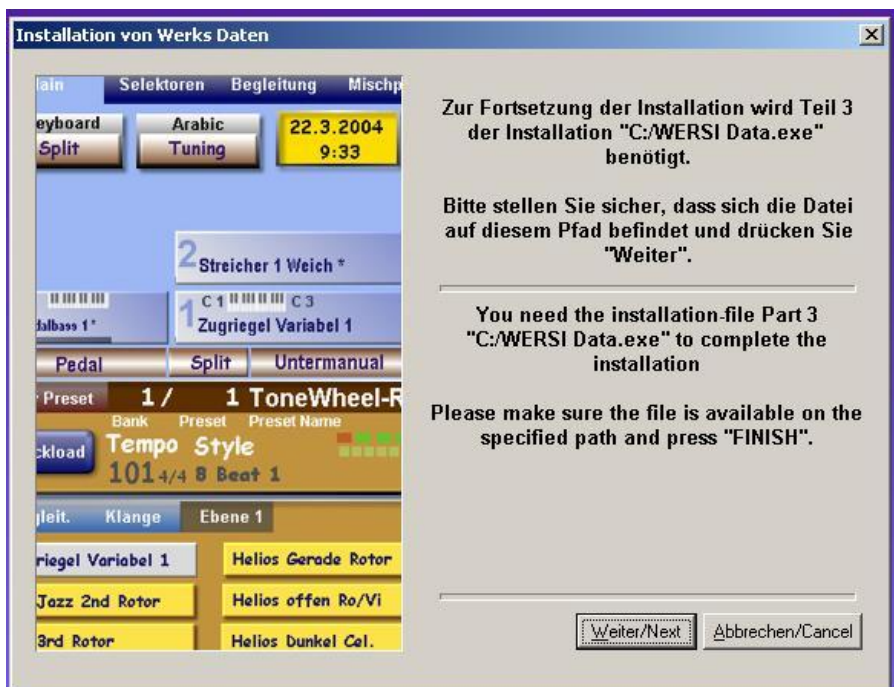 Installation von Werks Daten
Selektoren Begleitung
eyboard Arabic 22.3.2004
Split Tuning 9:33
2 Streicher 1 Weich *
C 1 C 3
1 Zugriegel Variabel 1
Pedal Split Untermanual
Preset 1 / 1 ToneWheel-R
Bank Preset Preset Name
Tempo Style
101 4/4 8 Beat 1
Klänge Ebene 1
riegel Variabel 1 Helios Gerade Rotor
Jazz 2nd Rotor Helios offen Ro/Vi
3rd Rotor Helios Dunkel Cel.
Zur Fortsetzung der Installation wird Teil 3
der Installation "C:/WERSI Data.exe"
benötigt.
Bitte stellen Sie sicher, dass sich die Datei
auf diesem Pfad befindet und drücken Sie
"Weiter".
You need the installation-file Part 3
"C:/WERSI Data.exe" to complete the
installation
Please make sure the file is available on the
specified path and press "FINISH".
Weiter/Next Abbrechen/Cancel